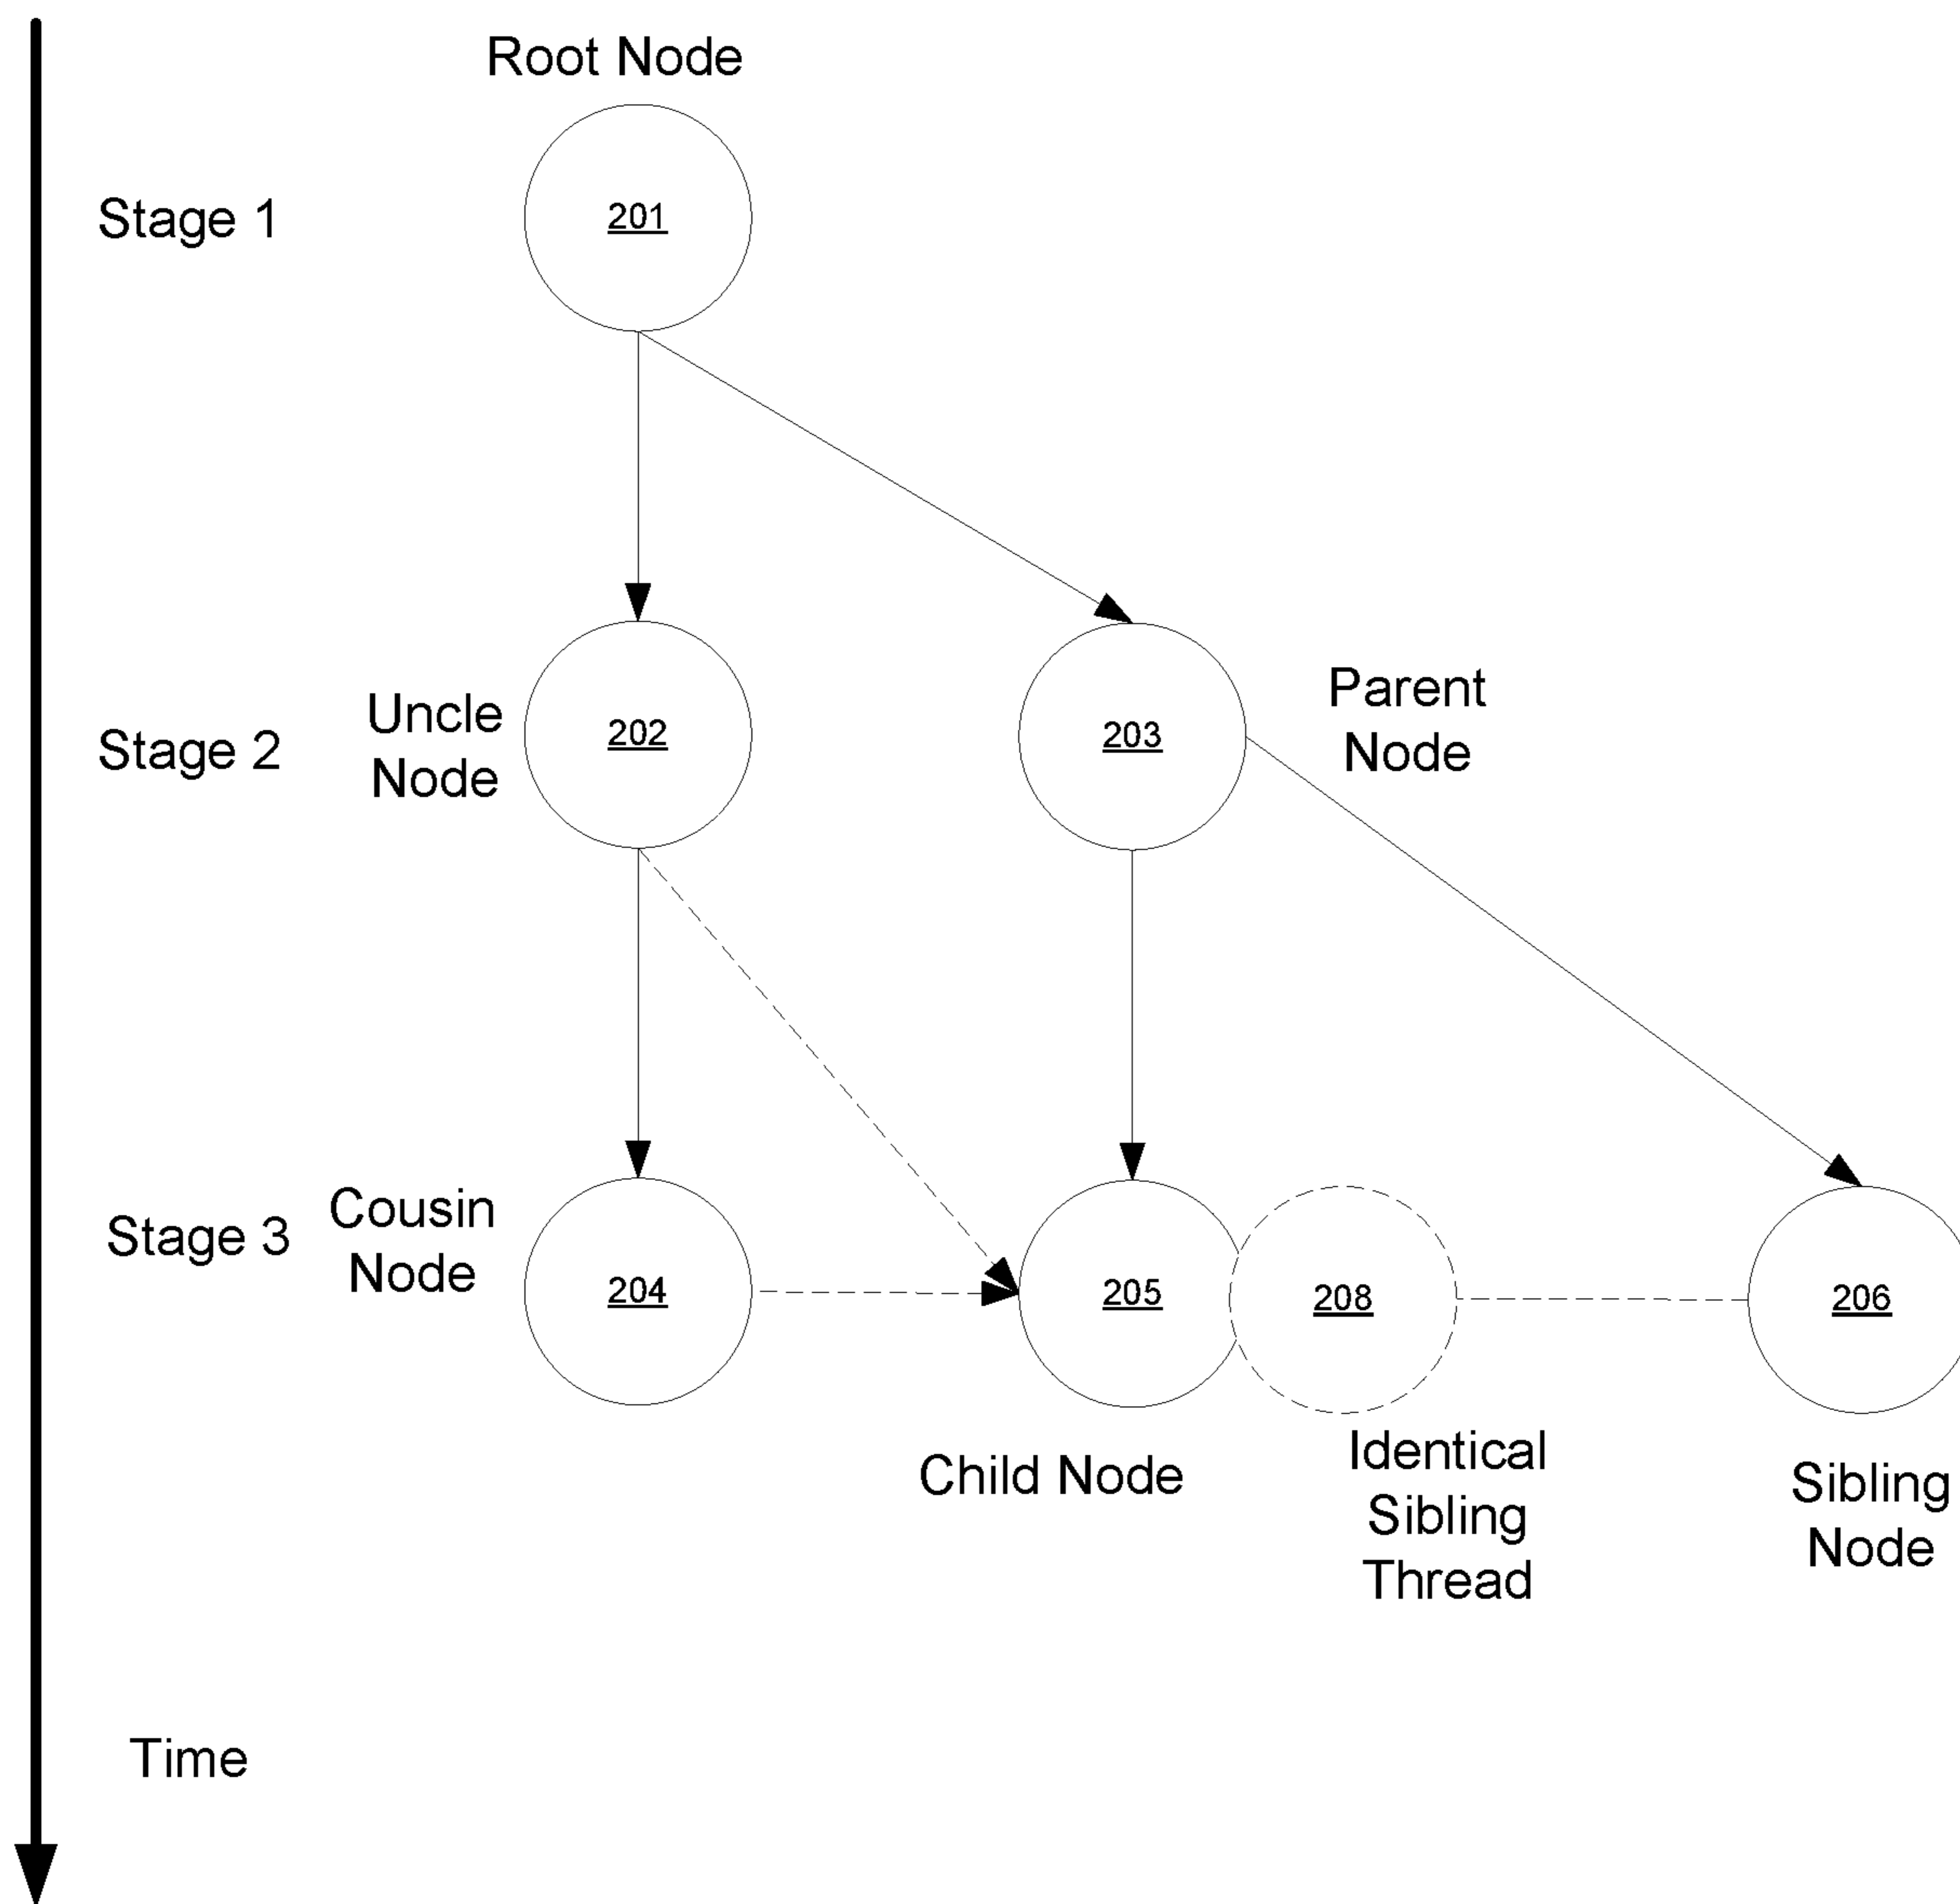 Root Node
Stage 1
201
Uncle
Node
Stage 2
202
203
Parent
Node
Stage 3
Cousin
Node
204
205
208
206
Child Node
Identical
Sibling
Thread
Sibling
Node
Time